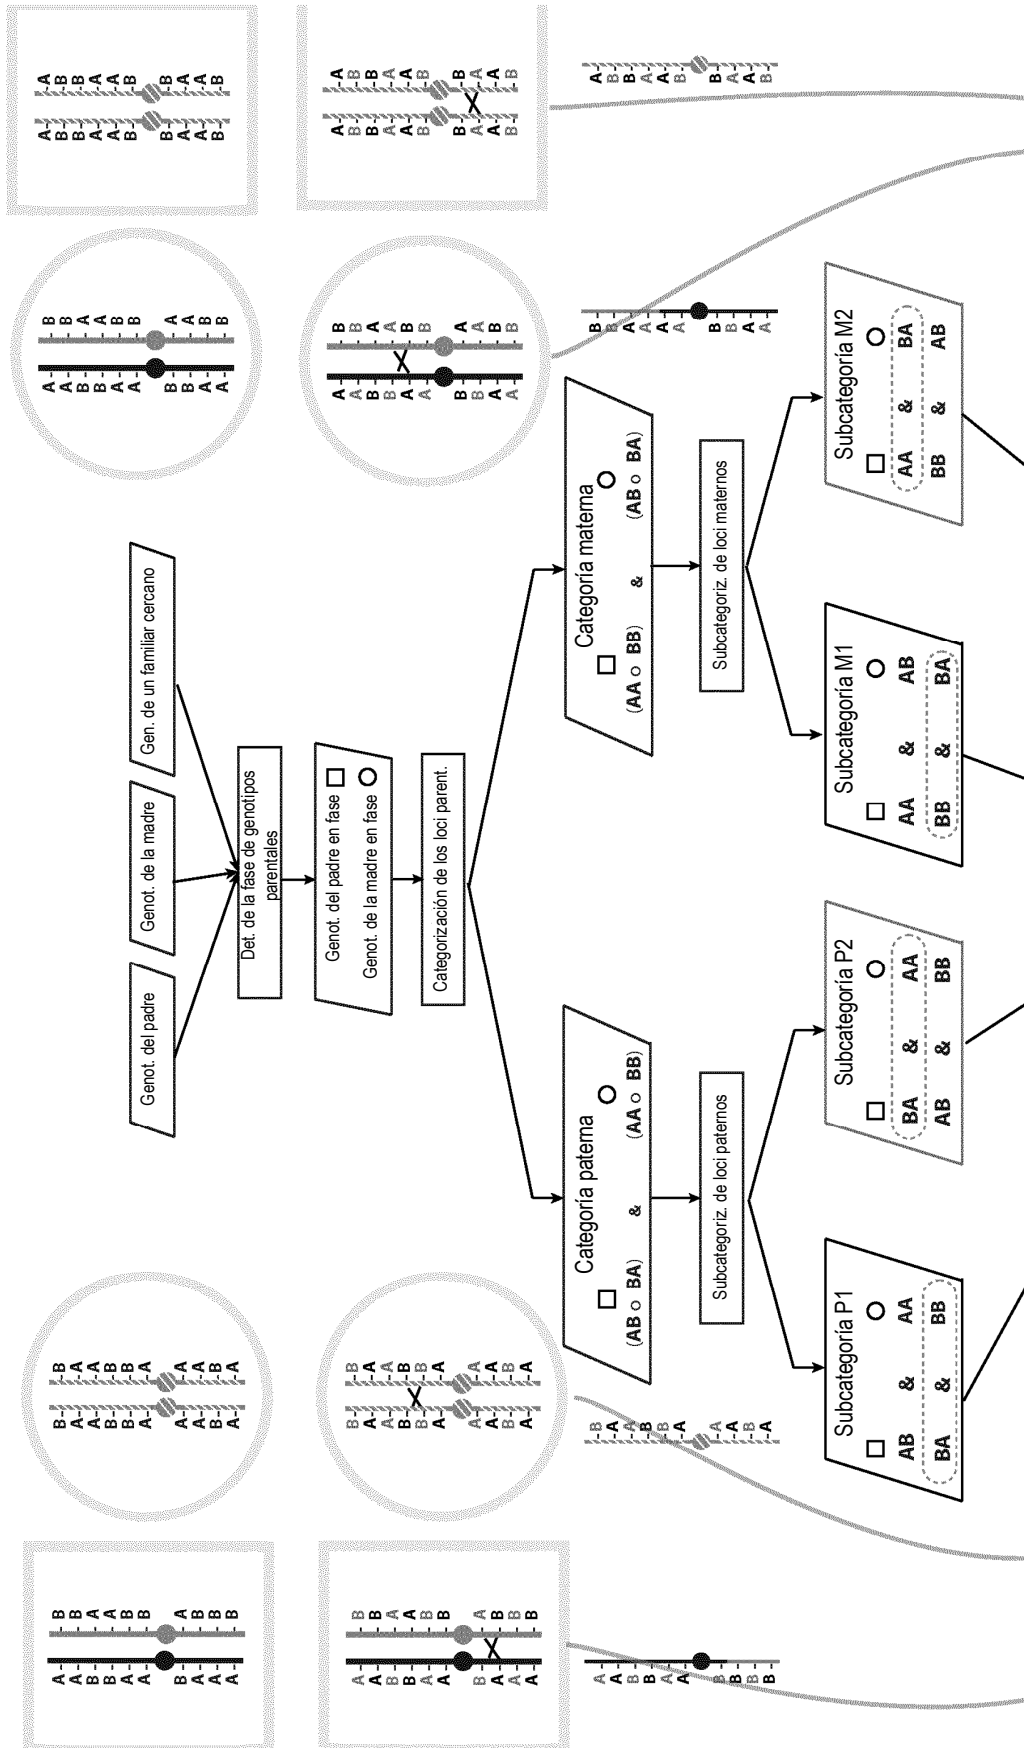 A B B B A B A A
A B A A A B B B
B A A A B A B B
B A B B B A A A
A B B B A B A A
A B A A A B B B
B A A A B A B B
A B A A B A A A
A B B B A B A A
A B A A A B B B
Genot. del padre
Genot. de la madre
Gen. de un familiar cercano
Det. de la fase de genotipos
parentales
Genot. del padre en fase
Genot. de la madre en fase
Categorización de los loci parent.
A B B B A B A A
A B A A A B B B
B A A A B A B B
B A B B B A A A
A B B B A B A A
A B A A A B B B
B A A A B A B B
A B A A B A A A
A B B B A B A A
A B A A A B B B
Categoría paterna
(AB o BA) & (AA o BB)
Categoría materna
(AA o BB) & (AB o BA)
A B B A
A A B B
B A A B
B B A A
A B A A
A A A B
B A B B
B A B A
B B A A
B A A B
Subcategoriz. de loci paternos
Subcategoriz. de loci maternos
Subcategoría P1
AB & AA
BA & BB
Subcategoría P2
BA & AA
AB & BB
Subcategoría M1
AA & AB
BB & BA
Subcategoría M2
AA & BA
BB & AB